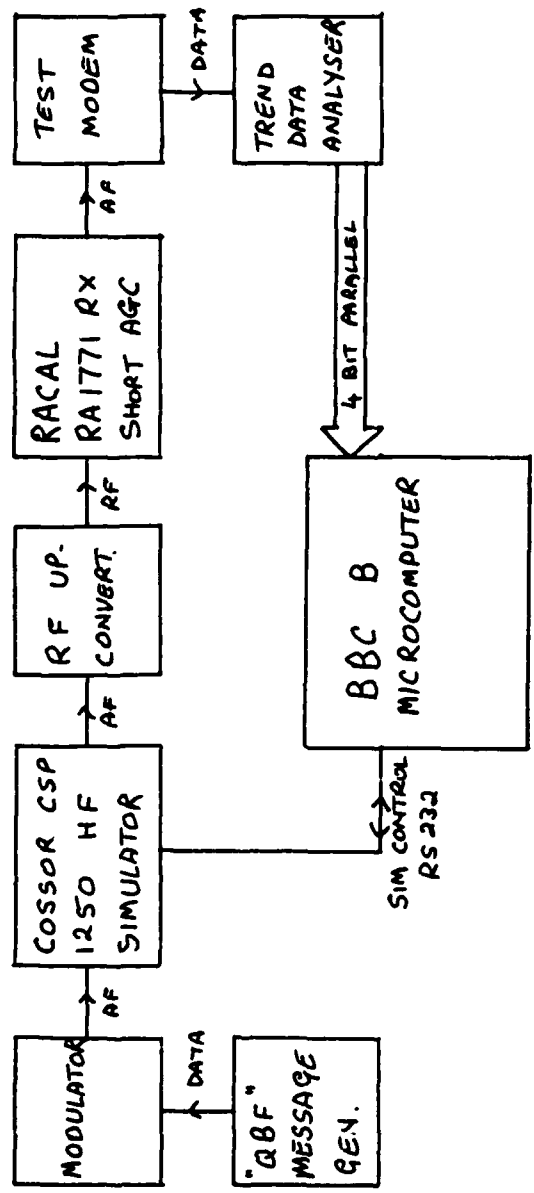 MODULATOR
AF
COSSOR CSP
1250 HF
SIMULATOR
AF
RF UP-
CONVERT.
RF
RACAL
RA1771 RX
SHORT AGC
AF
TEST
MODEM
DATA
"QBF"
MESSAGE
GEN.
DATA
TREND
DATA
ANALYSER
4 BIT PARALLEL
SIM CONTROL
RS 232
BBC B
MICROCOMPUTER